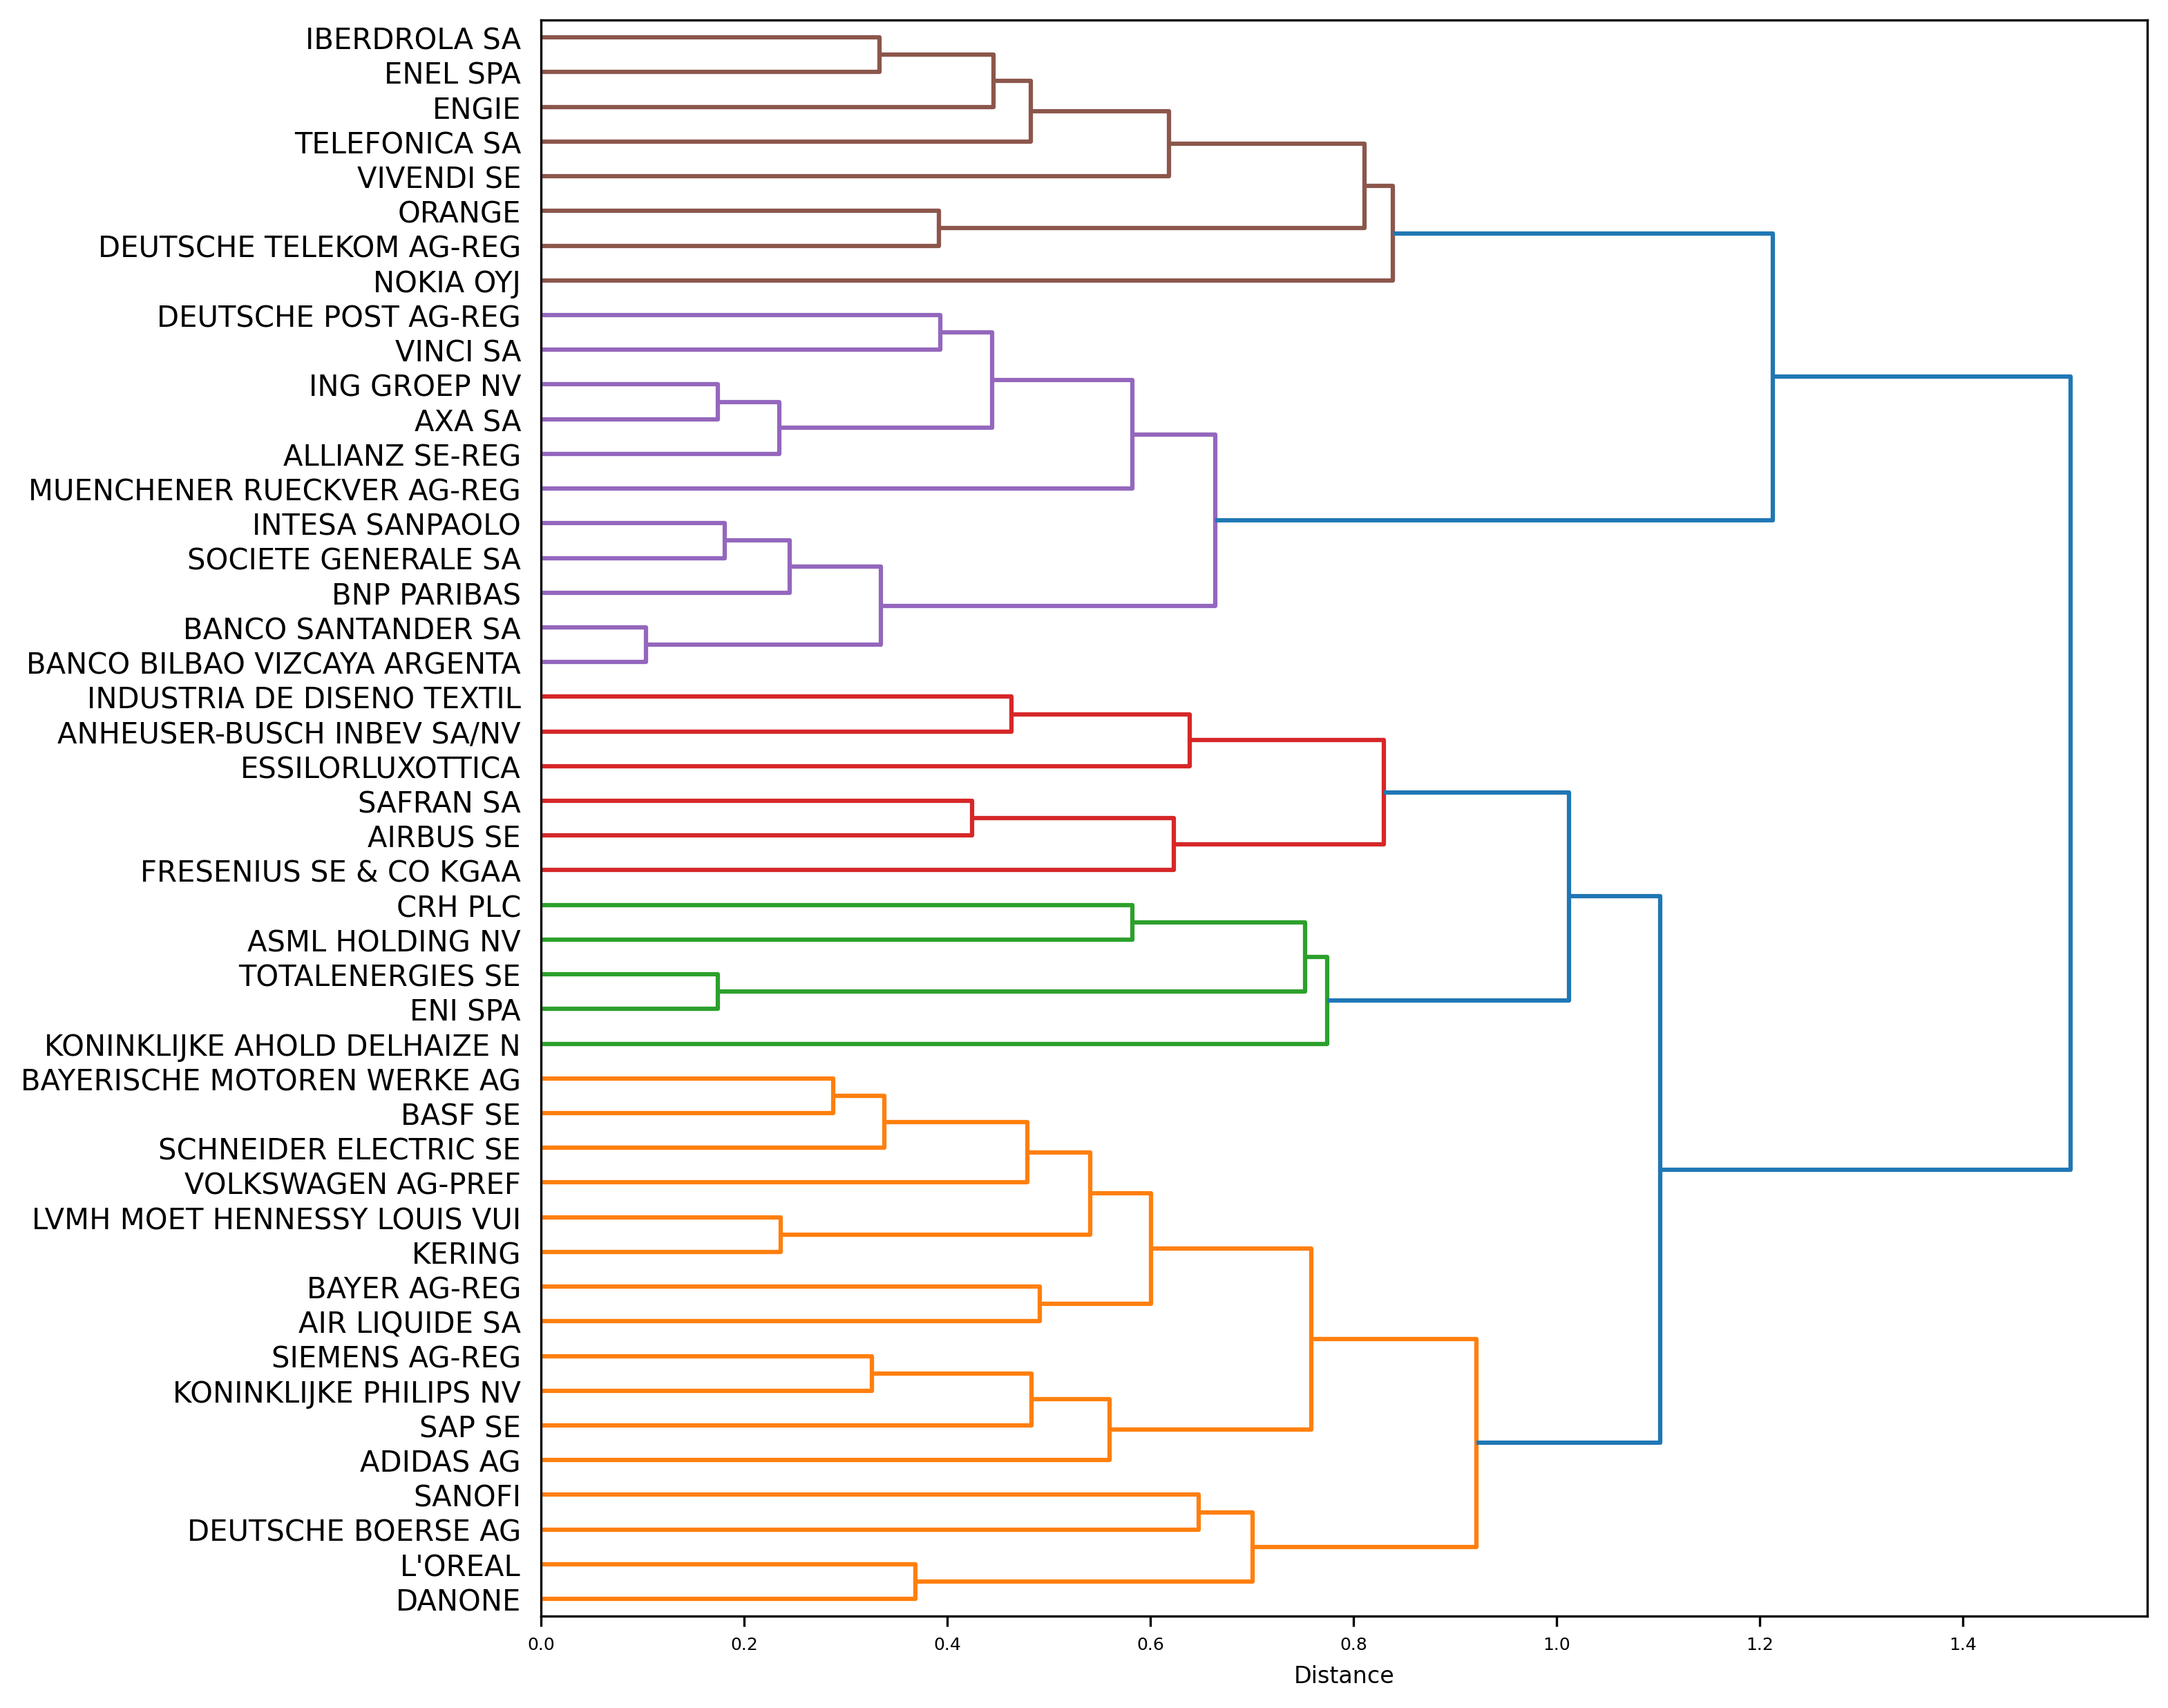 IBERDROLA SA
ENEL SPA
ENGIE
TELEFONICA SA
VIVENDI SE
ORANGE
DEUTSCHE TELEKOM AG-REG
NOKIA OYJ
DEUTSCHE POST AG-REG
VINCI SA
ING GROEP NV
AXA SA
ALLIANZ SE-REG
MUENCHENER RUECKVER AG-REG
INTESA SANPAOLO
SOCIETE GENERALE SA
BNP PARIBAS
BANCO SANTANDER SA
BANCO BILBAO VIZCAYA ARGENTA
INDUSTRIA DE DISENO TEXTIL
ANHEUSER-BUSCH INBEV SA/NV
ESSILORLUXOTTICA
SAFRAN SA
AIRBUS SE
FRESENIUS SE & CO KGAA
CRH PLC
ASML HOLDING NV
TOTALENERGIES SE
ENI SPA
KONINKLIJKE AHOLD DELHAIZE N
BAYERISCHE MOTOREN WERKE AG
BASF SE
SCHNEIDER ELECTRIC SE
VOLKSWAGEN AG-PREF
LVMH MOET HENNESSY LOUIS VUI
KERING
BAYER AG-REG
AIR LIQUIDE SA
SIEMENS AG-REG
KONINKLIJKE PHILIPS NV
SAP SE
ADIDAS AG
SANOFI
DEUTSCHE BOERSE AG
L'OREAL
DANONE
0.0 0.2 0.4 0.6 0.8 1.0 1.2 1.4
Distance